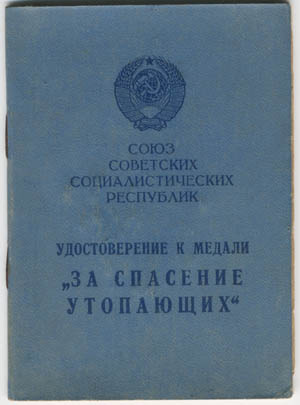 СОЮЗ
СОВЕТСКИХ
СОЦИАЛИСТИЧЕСКИХ
РЕСПУБЛИК
УДОСТОВЕРЕНИЕ К МЕДАЛИ
„ЗА СПАСЕНИЕ
УТОПАЮЩИХ“